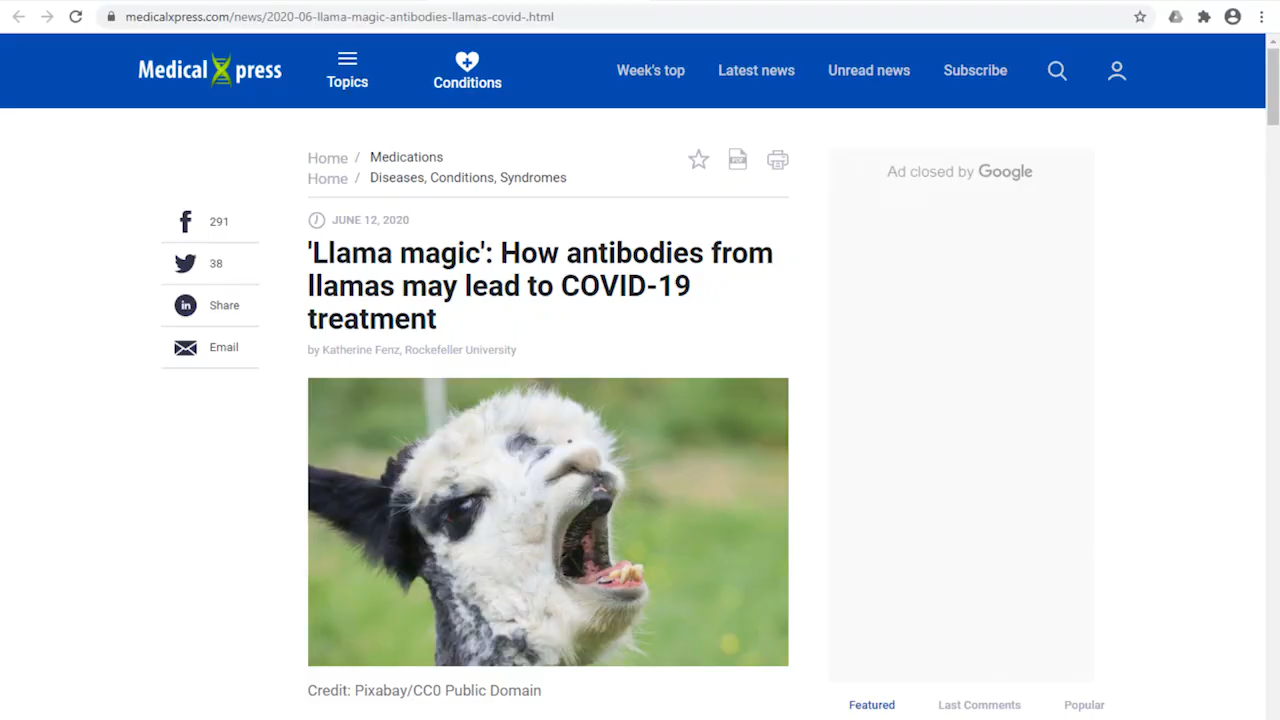 medicalxpress.com/news/2020-06-llama-magic-antibodies-llamas-covid-.html
Medical Xpress
Topics
Conditions
Week's top
Latest news
Unread news
Subscribe
Home / Medications
Home / Diseases, Conditions, Syndromes
PDF
Ad closed by Google
291
38
in Share
Email
JUNE 12, 2020
'Llama magic': How antibodies from
llamas may lead to COVID-19
treatment
by Katherine Fenz, Rockefeller University
Credit: Pixabay/CC0 Public Domain
Featured
Last Comments
Popular